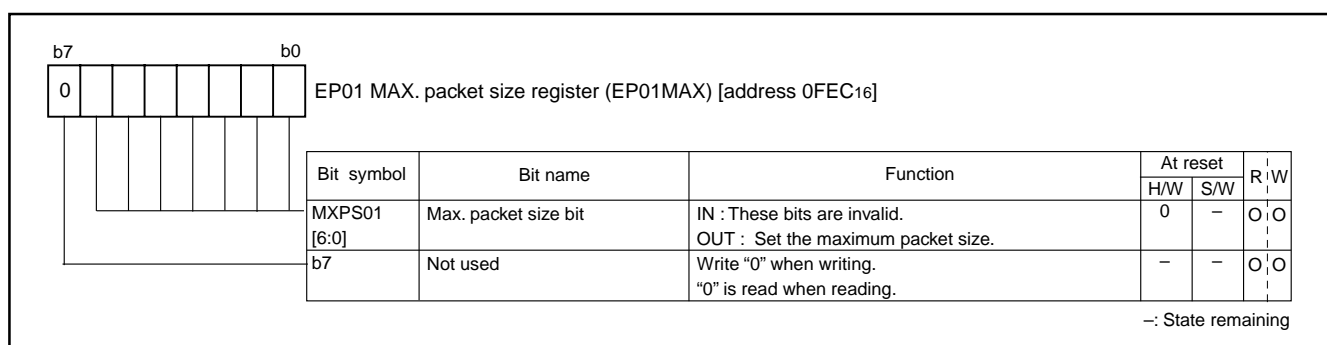 b7 b0
0 EP01 MAX. packet size register (EP01MAX) [address 0FEC16]
Bit symbol Bit name Function At reset R W
H/W S/W
MXPS01 Max. packet size bit IN : These bits are invalid. 0 – O O
[6:0] OUT : Set the maximum packet size.
b7 Not used Write “0” when writing. – – O O
“0” is read when reading.
–: State remaining